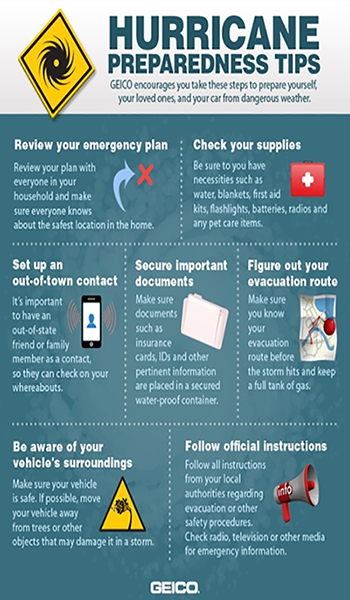 HURRICANE
PREPAREDNESS TIPS
GEICO encourages you take these steps to prepare yourself,
your loved ones, and your car from dangerous weather.
Review your emergency plan
Review your plan with
everyone in your
household and make
sure everyone knows
about the safest location in the home.
Check your supplies
Be sure to you have
necessities such as
water, blankets, first aid
kits, flashlights, batteries, radios and
any pet care items.
Set up an
out-of-town contact
It's important
to have an
out-of-state
friend or family
member as a contact,
so they can check on your
whereabouts.
Secure important
documents
Make sure
documents
such as
insurance
cards, IDs and other
pertinent information
are placed in a secured
water-proof container.
Figure out your
evacuation route
Make sure
you know
your
evacuation
route before
the storm hits and keep
a full tank of gas.
Be aware of your
vehicle's surroundings
Make sure your vehicle
is safe. If possible, move
your vehicle away
from trees or other
objects that may damage it in a storm.
Follow official instructions
Follow all instructions
from your local
authorities regarding
evacuation or other
safety procedures.
Check radio, television or other media
for emergency information.
info
GEICO.